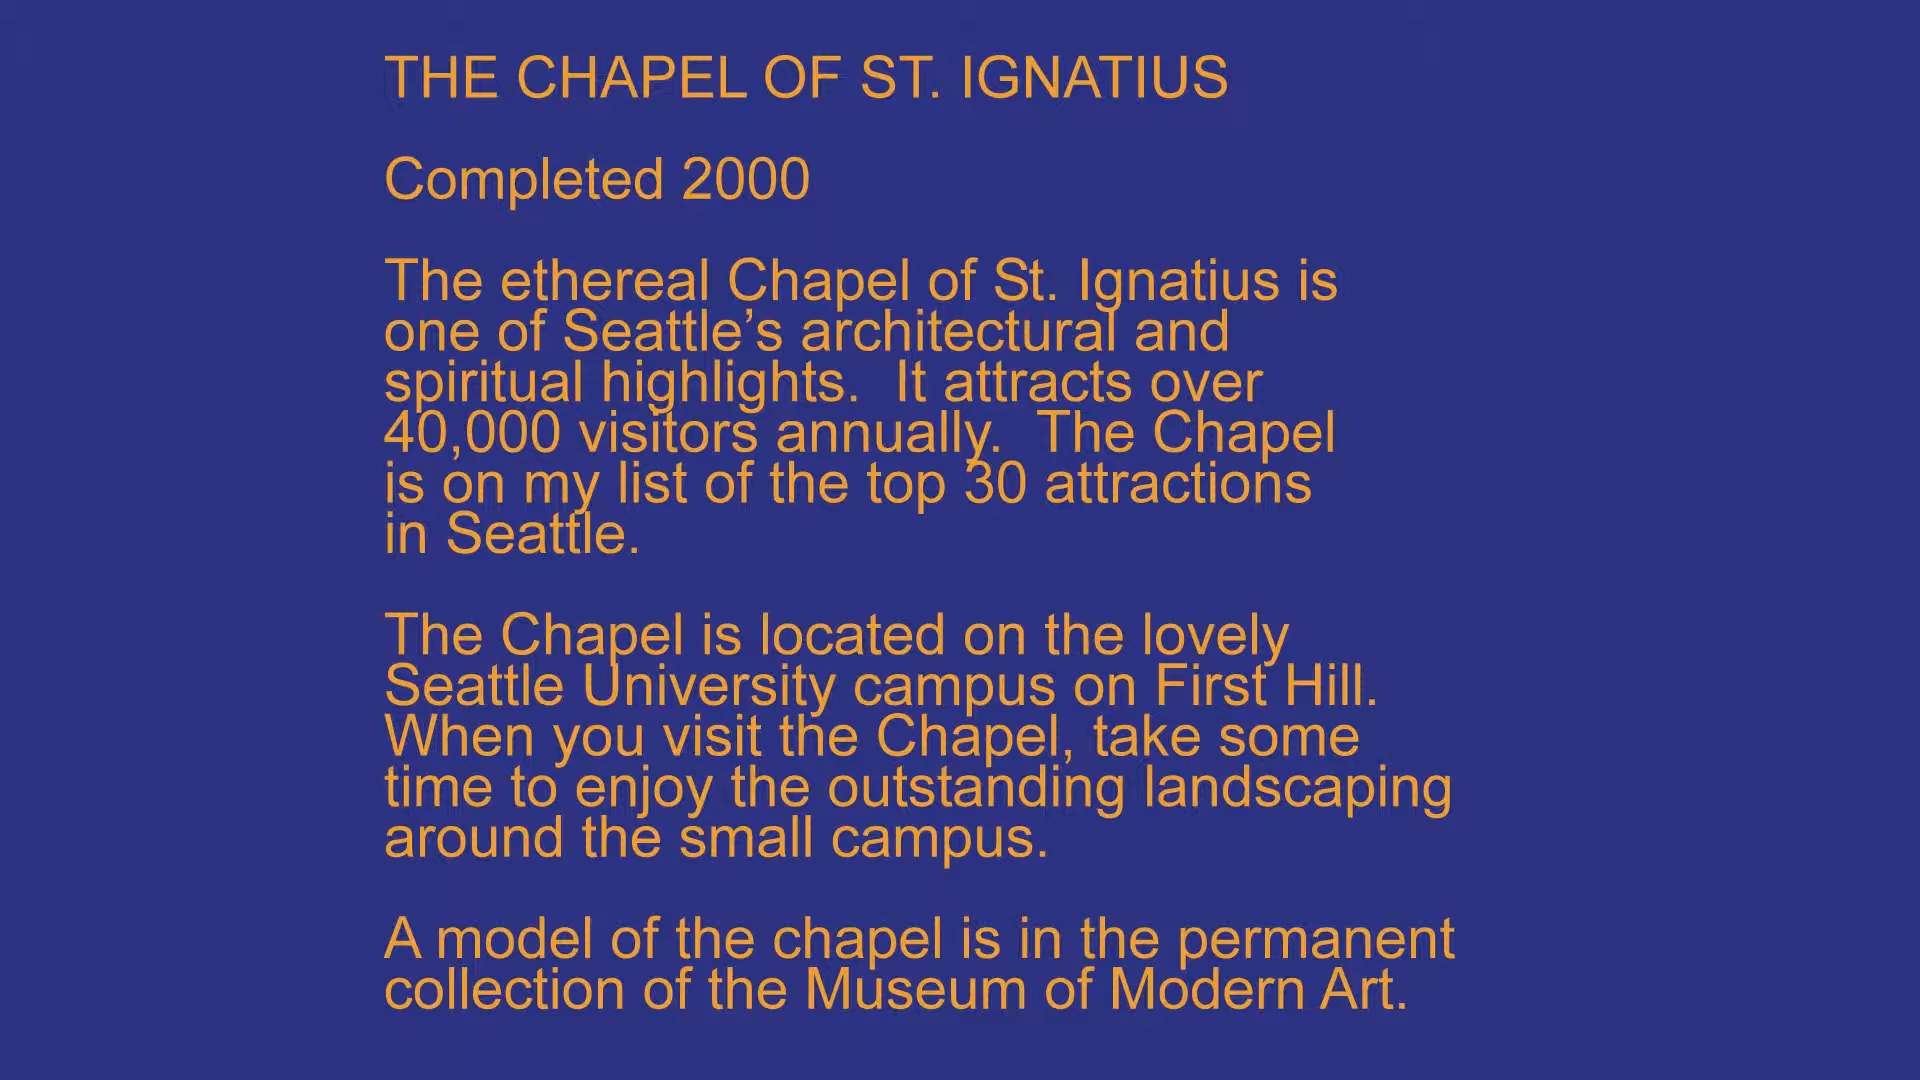 THE CHAPEL OF ST. IGNATIUS
Completed 2000
The ethereal Chapel of St. Ignatius is
one of Seattle’s architectural and
spiritual highlights.  It attracts over
40,000 visitors annually.  The Chapel
is on my list of the top 30 attractions
in Seattle.
The Chapel is located on the lovely
Seattle University campus on First Hill.
When you visit the Chapel, take some
time to enjoy the outstanding landscaping
around the small campus.
A model of the chapel is in the permanent
collection of the Museum of Modern Art.